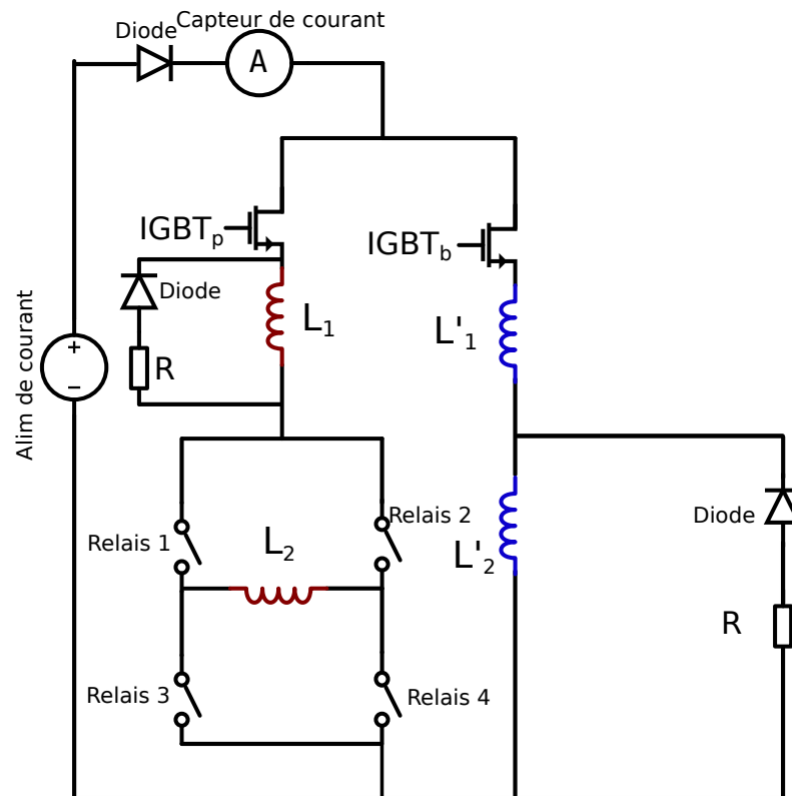 Capteur de courant
Diode
A
IGBTp
IGBTb
Diode
L1
L'1
R
+
-
Alim de courant
Relais 1
L2
Relais 2
L'2
Diode
R
Relais 3
Relais 4